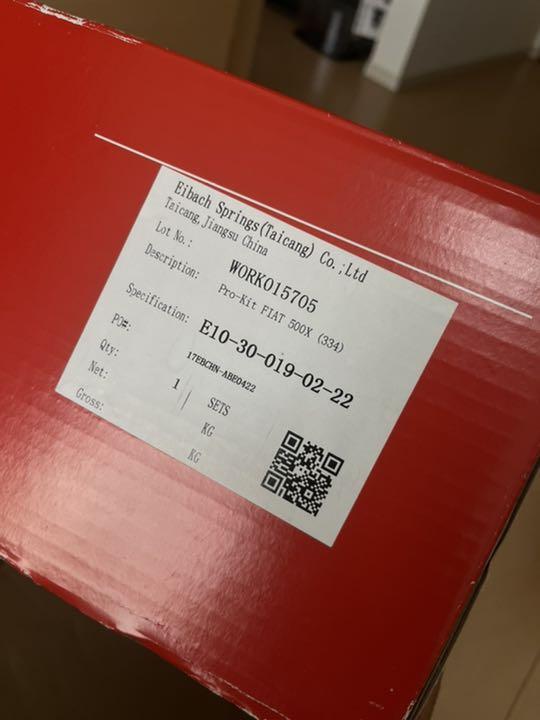 Eibach Springs(Taicang) Co.,Ltd
Taicang, Jiangsu China
Lot No.: WORK015705
Description: Pro-Kit FIAT 500X (334)
Specification: E10-30-019-02-22
PO#: 17EBCHN-ABE0422
Qty: 1 SETS
Net: KG
Gross: KG